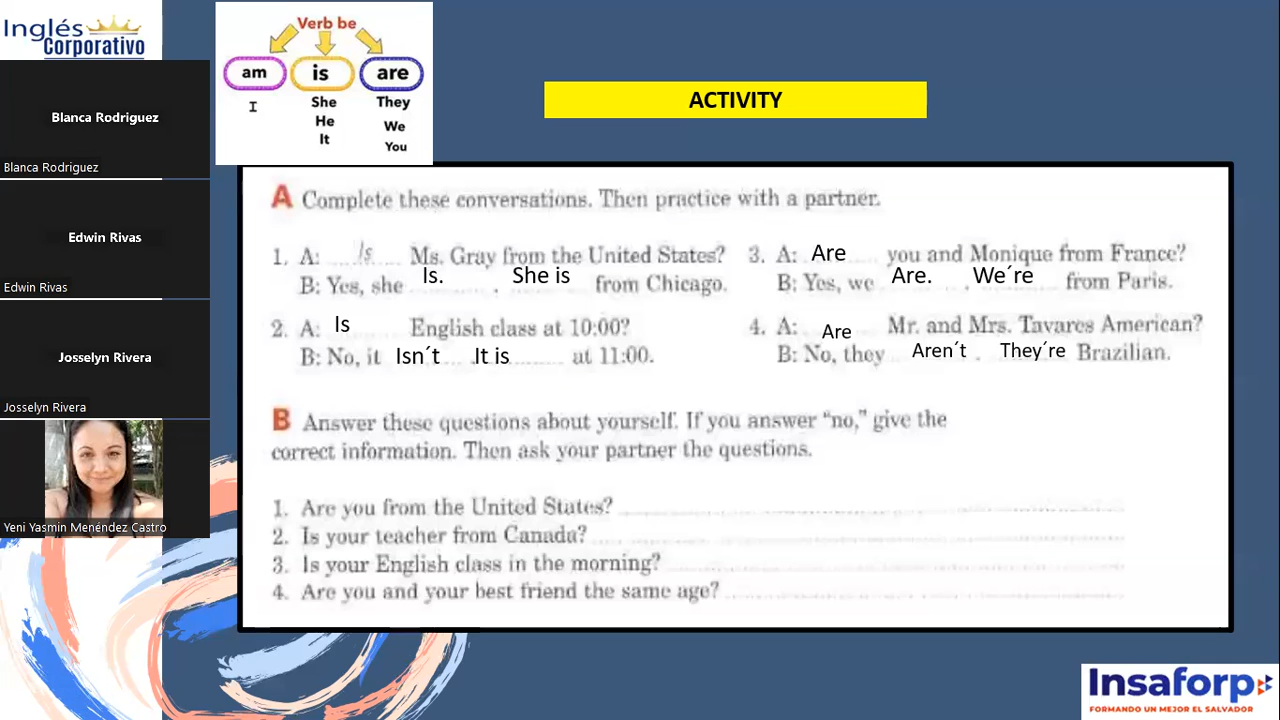 Inglés
Corporativo
Verb be
am is are
I She They
He We
It You
ACTIVITY
Blanca Rodriguez
Blanca Rodriguez
Edwin Rivas
Edwin Rivas
Josselyn Rivera
Josselyn Rivera
Yeni Yasmin Menéndez Castro
A Complete these conversations. Then practice with a partner.
1. A: Is Ms. Gray from the United States?
B: Yes, she Is. . She is from Chicago.
2. A: Is English class at 10:00?
B: No, it Isn´t It is at 11:00.
3. A: Are you and Monique from France?
B: Yes, we Are. . We´re from Paris.
4. A: Are Mr. and Mrs. Tavares American?
B: No, they Aren´t . They´re Brazilian.
B Answer these questions about yourself. If you answer “no,” give the
correct information. Then ask your partner the questions.
1. Are you from the United States?
2. Is your teacher from Canada?
3. Is your English class in the morning?
4. Are you and your best friend the same age?
Insaforp
FORMANDO UN MEJOR EL SALVADOR